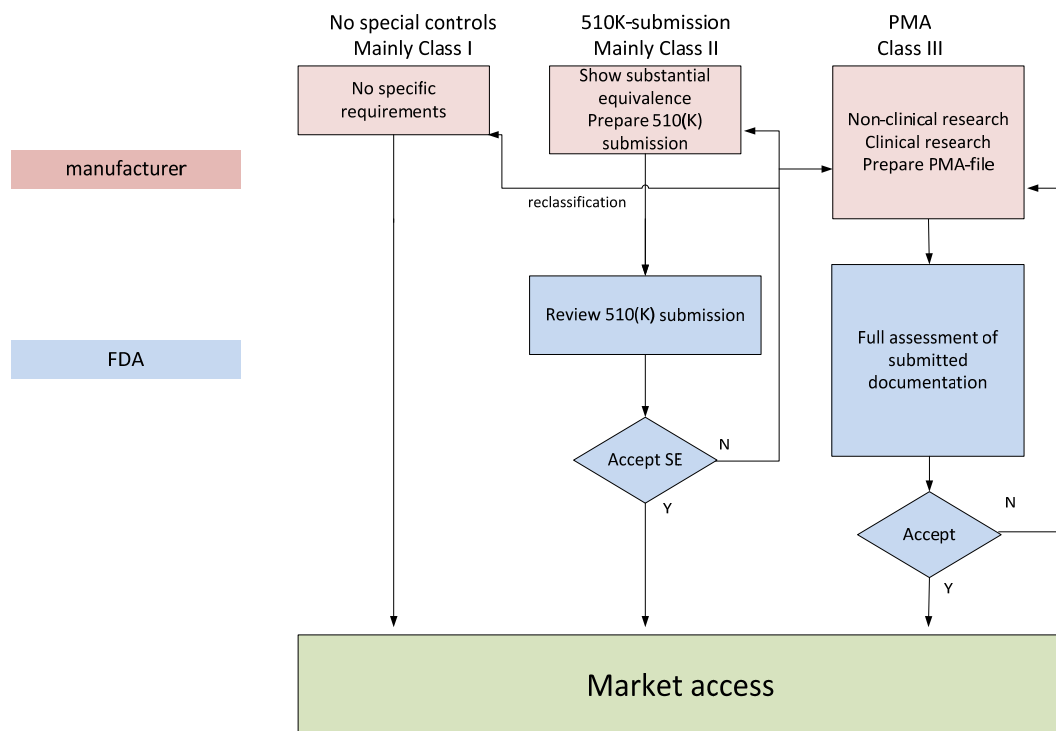 No special controls
Mainly Class I
510K-submission
Mainly Class II
PMA
Class III
No specific
requirements
Show substantial
equivalence
Prepare 510(K)
submission
Non-clinical research
Clinical research
Prepare PMA-file
manufacturer
reclassification
Review 510(K) submission
FDA
Full assessment of
submitted
documentation
Accept SE
N
Y
Accept
N
Y
Market access